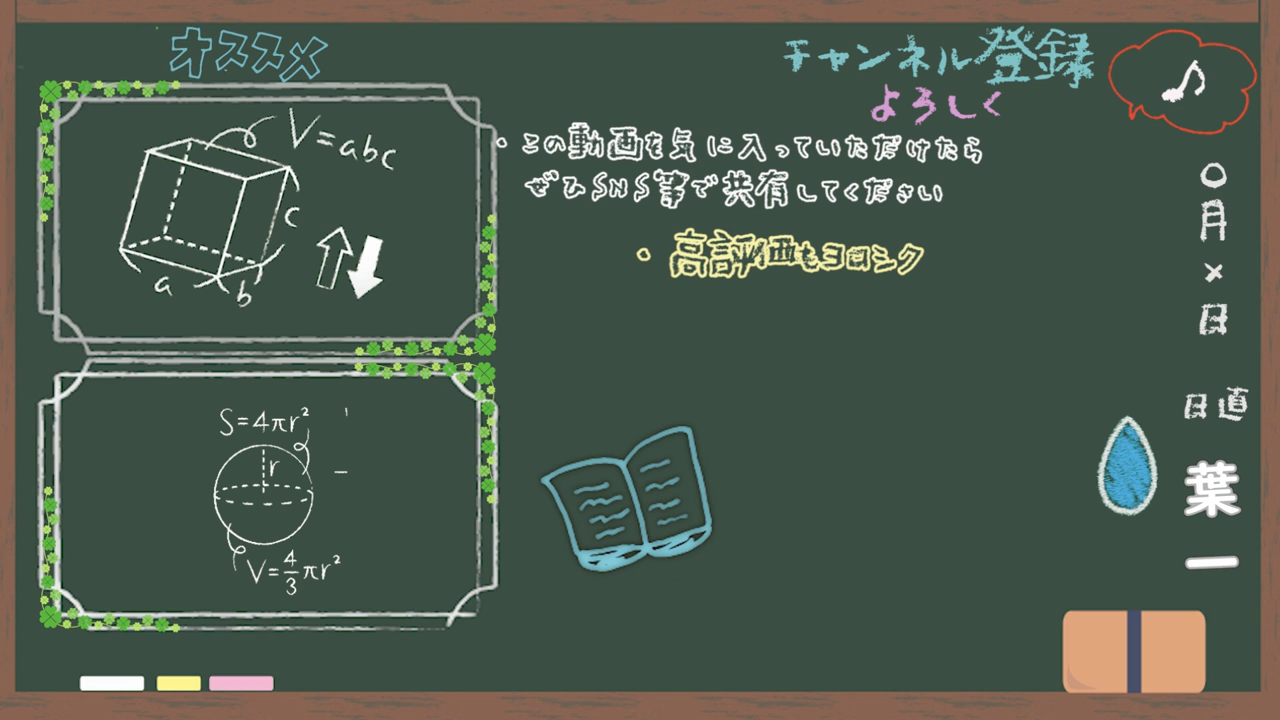 オススメ
V=abc
c
a
b
S=4πr²
r
V=4/3πr²
チャンネル登録
よろしく
・この動画を気に入っていただけたら
ぜひSNS等で共有してください
・高評価もヨロシク
♪
〇月×日
日直
葉一